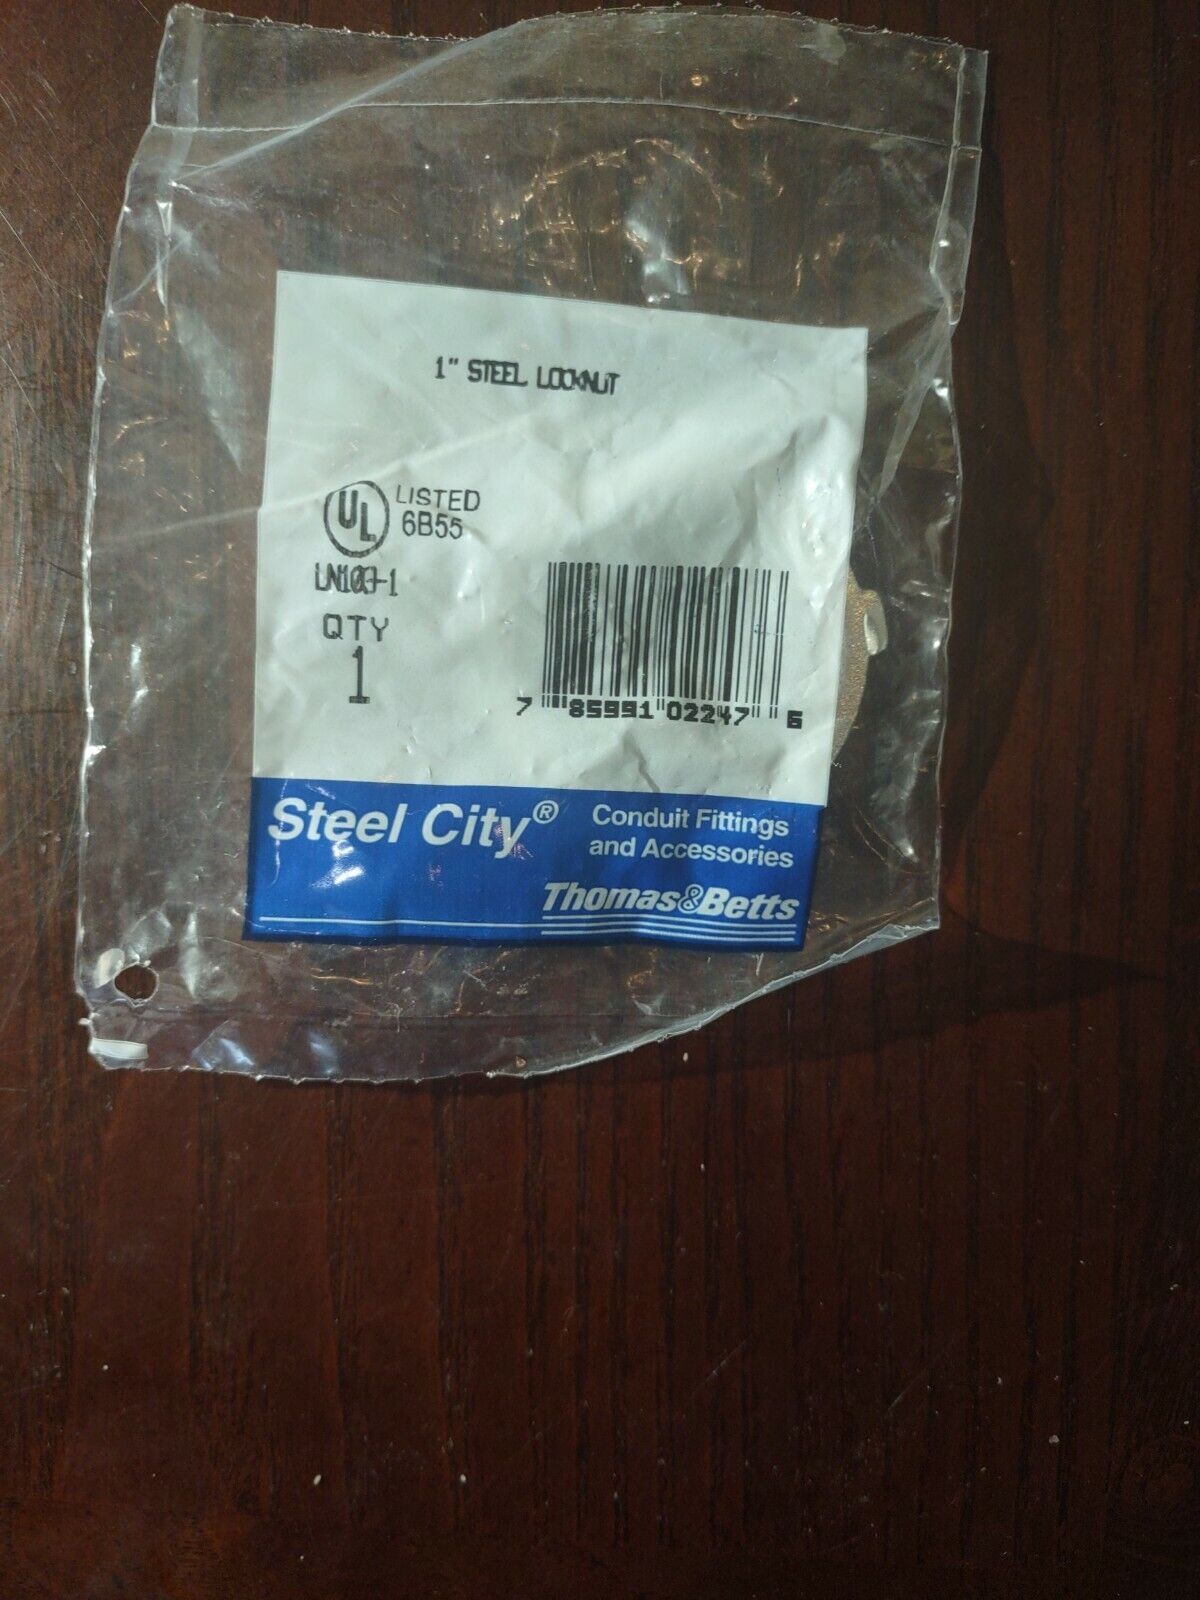 1" STEEL LOCKNUT
UL LISTED
6B55
LN103-1
QTY
1
7 85991 02247 6
Steel City®
Conduit Fittings
and Accessories
Thomas&Betts